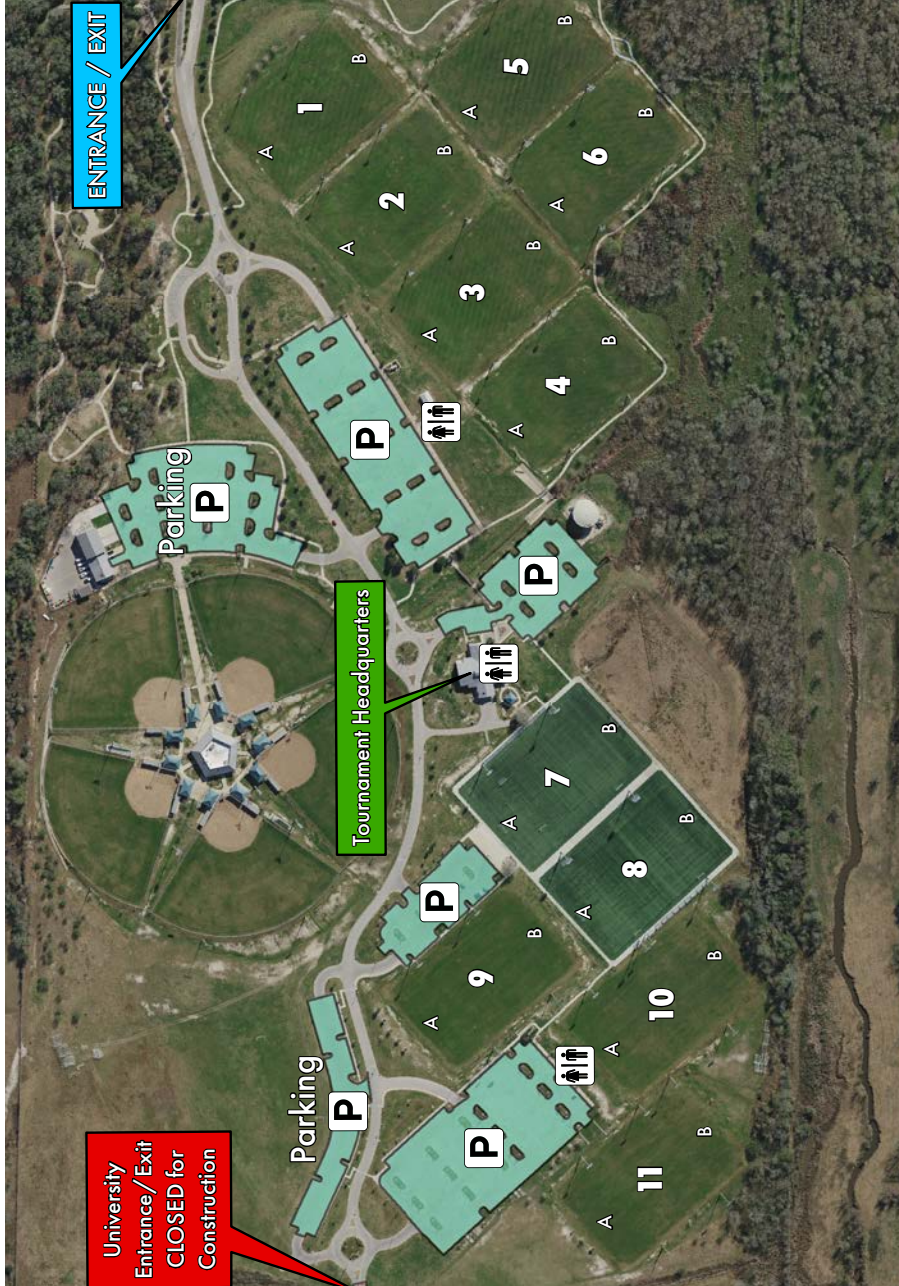 University
Entrance/Exit
CLOSED for
Construction
ENTRANCE / EXIT
Parking
P
Parking
P
Tournament Headquarters
P
P
P
P
1
A
B
2
A
B
3
A
B
4
A
B
5
A
B
6
A
B
7
A
B
8
A
B
9
A
B
10
A
B
11
A
B